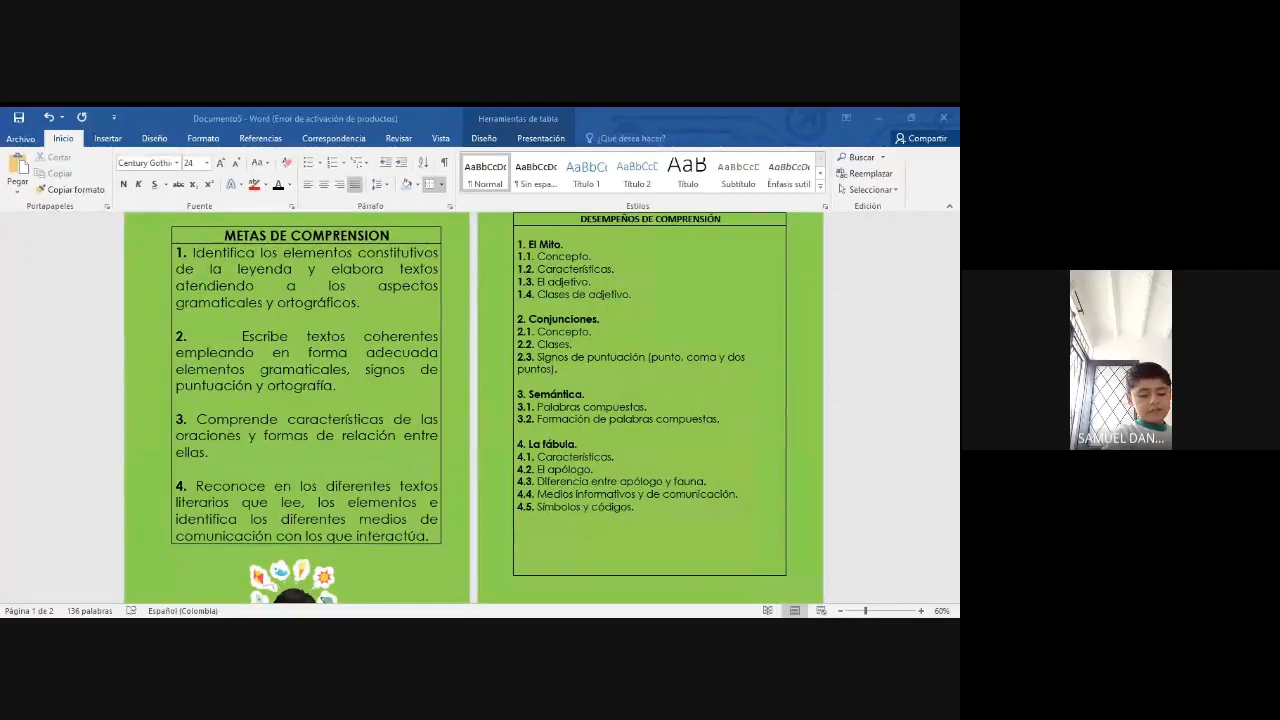 Documento5 - Word (Error de activación de productos)
Herramientas de tabla
Archivo
Inicio
Insertar
Diseño
Formato
Referencias
Correspondencia
Revisar
Vista
Diseño
Presentación
¿Qué desea hacer?
Compartir
Pegar
Cortar
Copiar
Copiar formato
Portapapeles
Century Gothi
24
Aa
N K S abc x₂ x²
Fuente
Párrafo
AaBbCcDc
¶ Normal
AaBbCcDc
¶ Sin espa...
AaBbCc
Título 1
AaBbCcD
Título 2
AaB
Título
AaBbCcD
Subtítulo
AaBbCcDc
Énfasis sutil
Estilos
Buscar
Reemplazar
Seleccionar
Edición
METAS DE COMPRENSION
1. Identifica los elementos constitutivos
de la leyenda y elabora textos
atendiendo a los aspectos
gramaticales y ortográficos.
2. Escribe textos coherentes
empleando en forma adecuada
elementos gramaticales, signos de
puntuación y ortografía.
3. Comprende características de las
oraciones y formas de relación entre
ellas.
4. Reconoce en los diferentes textos
literarios que lee, los elementos e
identifica los diferentes medios de
comunicación con los que interactúa.
DESEMPEÑOS DE COMPRENSIÓN
1. El Mito.
1.1. Concepto.
1.2. Características.
1.3. El adjetivo.
1.4. Clases de adjetivo.
2. Conjunciones.
2.1. Concepto.
2.2. Clases.
2.3. Signos de puntuación (punto, coma y dos
puntos).
3. Semántica.
3.1. Palabras compuestas.
3.2. Formación de palabras compuestas.
4. La fábula.
4.1. Características.
4.2. El apólogo.
4.3. Diferencia entre apólogo y fauna.
4.4. Medios informativos y de comunicación.
4.5. Símbolos y códigos.
SAMUEL DAN...
Página 1 de 2
136 palabras
Español (Colombia)
60%